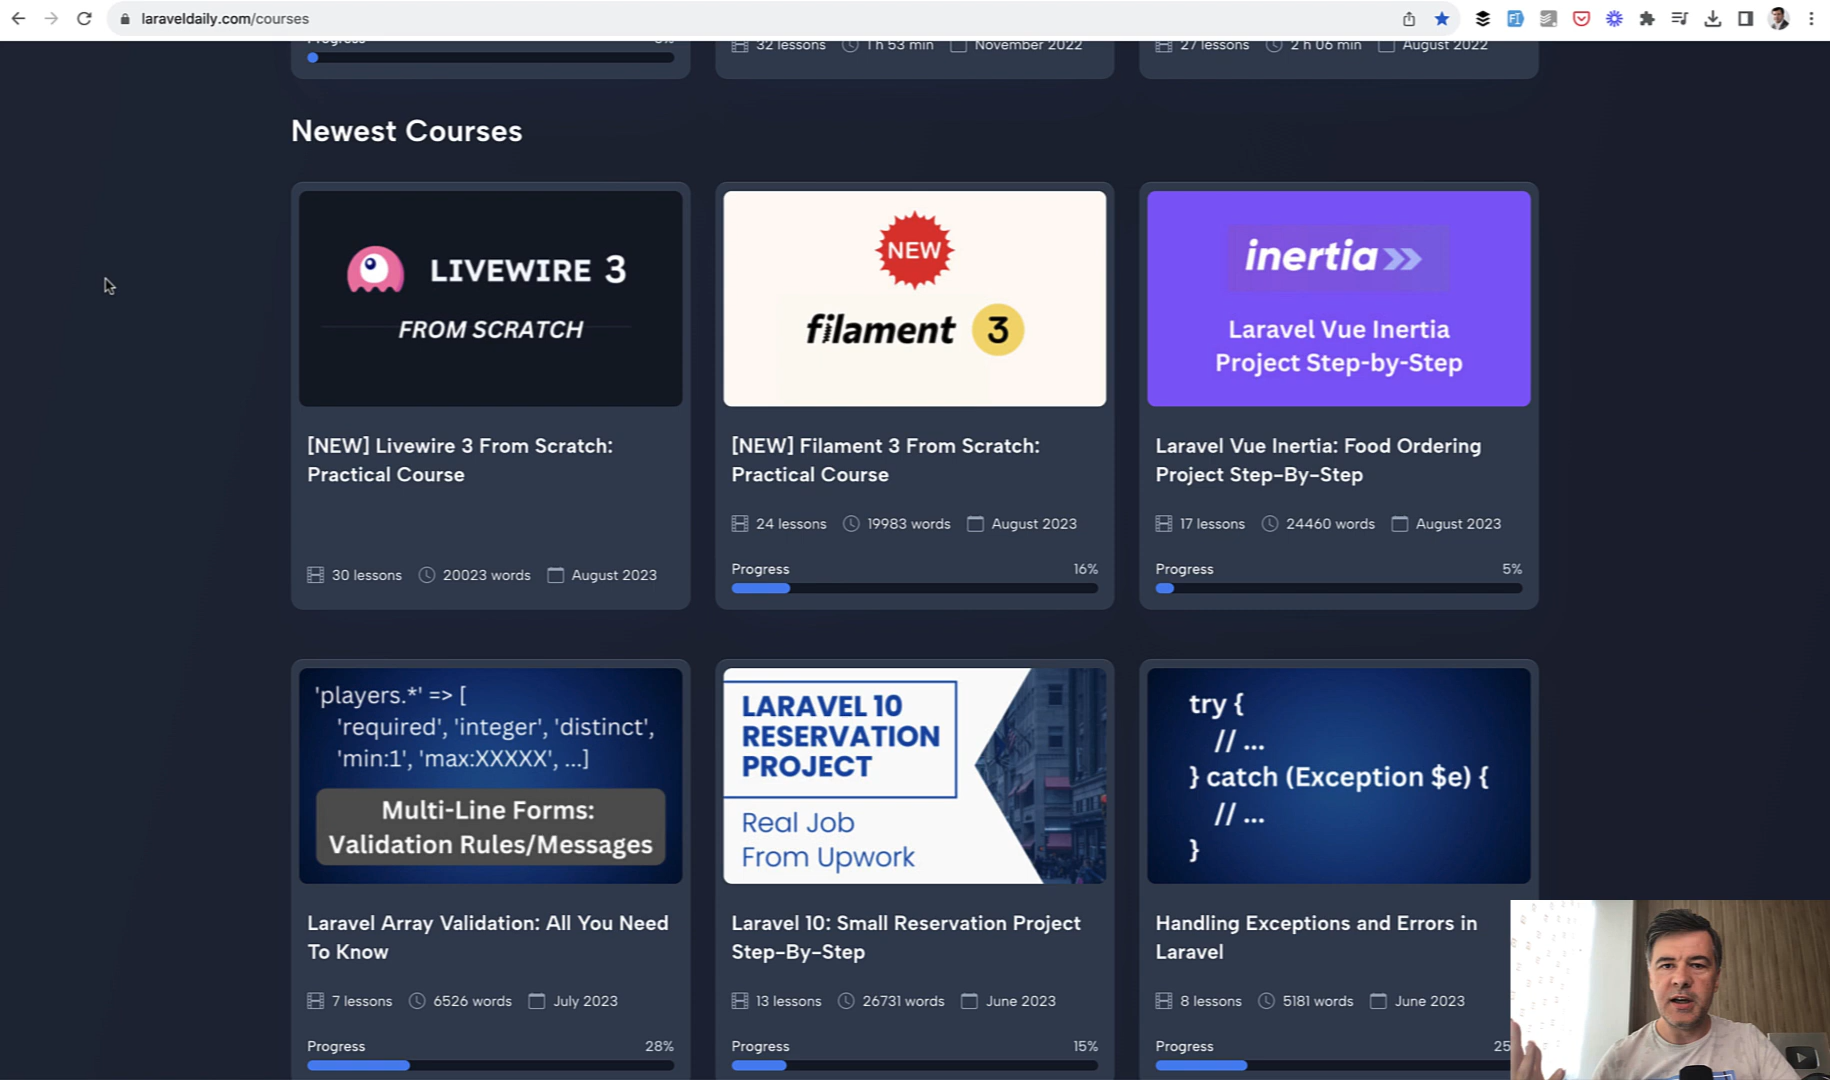 laraveldaily.com/courses
Progress
32 lessons 1 h 53 min November 2022
27 lessons 2 h 06 min August 2022
Newest Courses
LIVEWIRE 3
FROM SCRATCH
NEW
filament 3
inertia
Laravel Vue Inertia
Project Step-by-Step
[NEW] Livewire 3 From Scratch:
Practical Course
30 lessons 20023 words August 2023
[NEW] Filament 3 From Scratch:
Practical Course
24 lessons 19983 words August 2023
Progress 16%
Laravel Vue Inertia: Food Ordering
Project Step-By-Step
17 lessons 24460 words August 2023
Progress 5%
'players.*' => [
'required', 'integer', 'distinct',
'min:1', 'max:XXXXX', ...]
Multi-Line Forms:
Validation Rules/Messages
LARAVEL 10
RESERVATION
PROJECT
Real Job
From Upwork
try {
// ...
} catch (Exception $e) {
// ...
}
Laravel Array Validation: All You Need
To Know
7 lessons 6526 words July 2023
Progress 28%
Laravel 10: Small Reservation Project
Step-By-Step
13 lessons 26731 words June 2023
Progress 15%
Handling Exceptions and Errors in
Laravel
8 lessons 5181 words June 2023
Progress 25